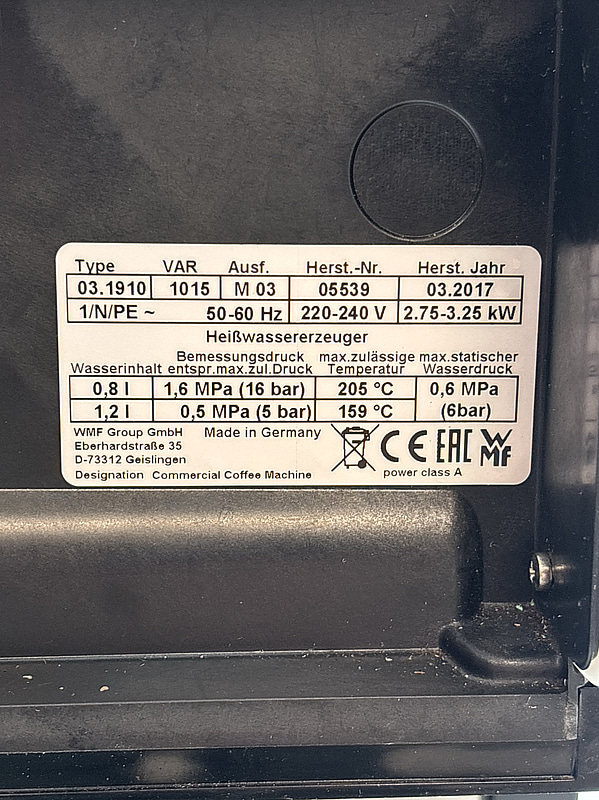 Type VAR Ausf. Herst.-Nr. Herst. Jahr
03.1910 1015 M 03 05539 03.2017
1/N/PE ~ 50-60 Hz 220-240 V 2.75-3.25 kW
Heißwassererzeuger
Bemessungsdruck max.zulässige max.statischer
Wasserinhalt entspr.max.zul.Druck Temperatur Wasserdruck
0,8 l 1,6 MPa (16 bar) 205 °C 0,6 MPa
1,2 l 0,5 MPa (5 bar) 159 °C (6bar)
WMF Group GmbH Made in Germany
Eberhardstraße 35
D-73312 Geislingen
CE EAC WMF
Designation Commercial Coffee Machine power class A